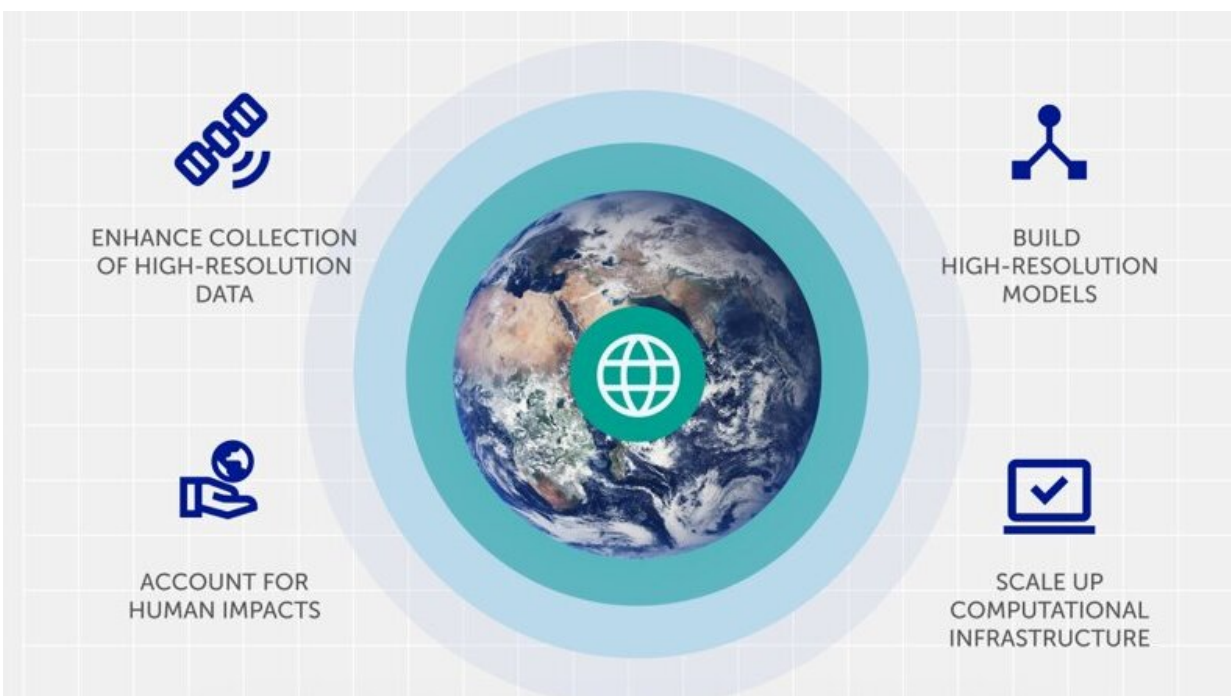 ENHANCE COLLECTION
OF HIGH-RESOLUTION
DATA
BUILD
HIGH-RESOLUTION
MODELS
ACCOUNT FOR
HUMAN IMPACTS
SCALE UP
COMPUTATIONAL
INFRASTRUCTURE